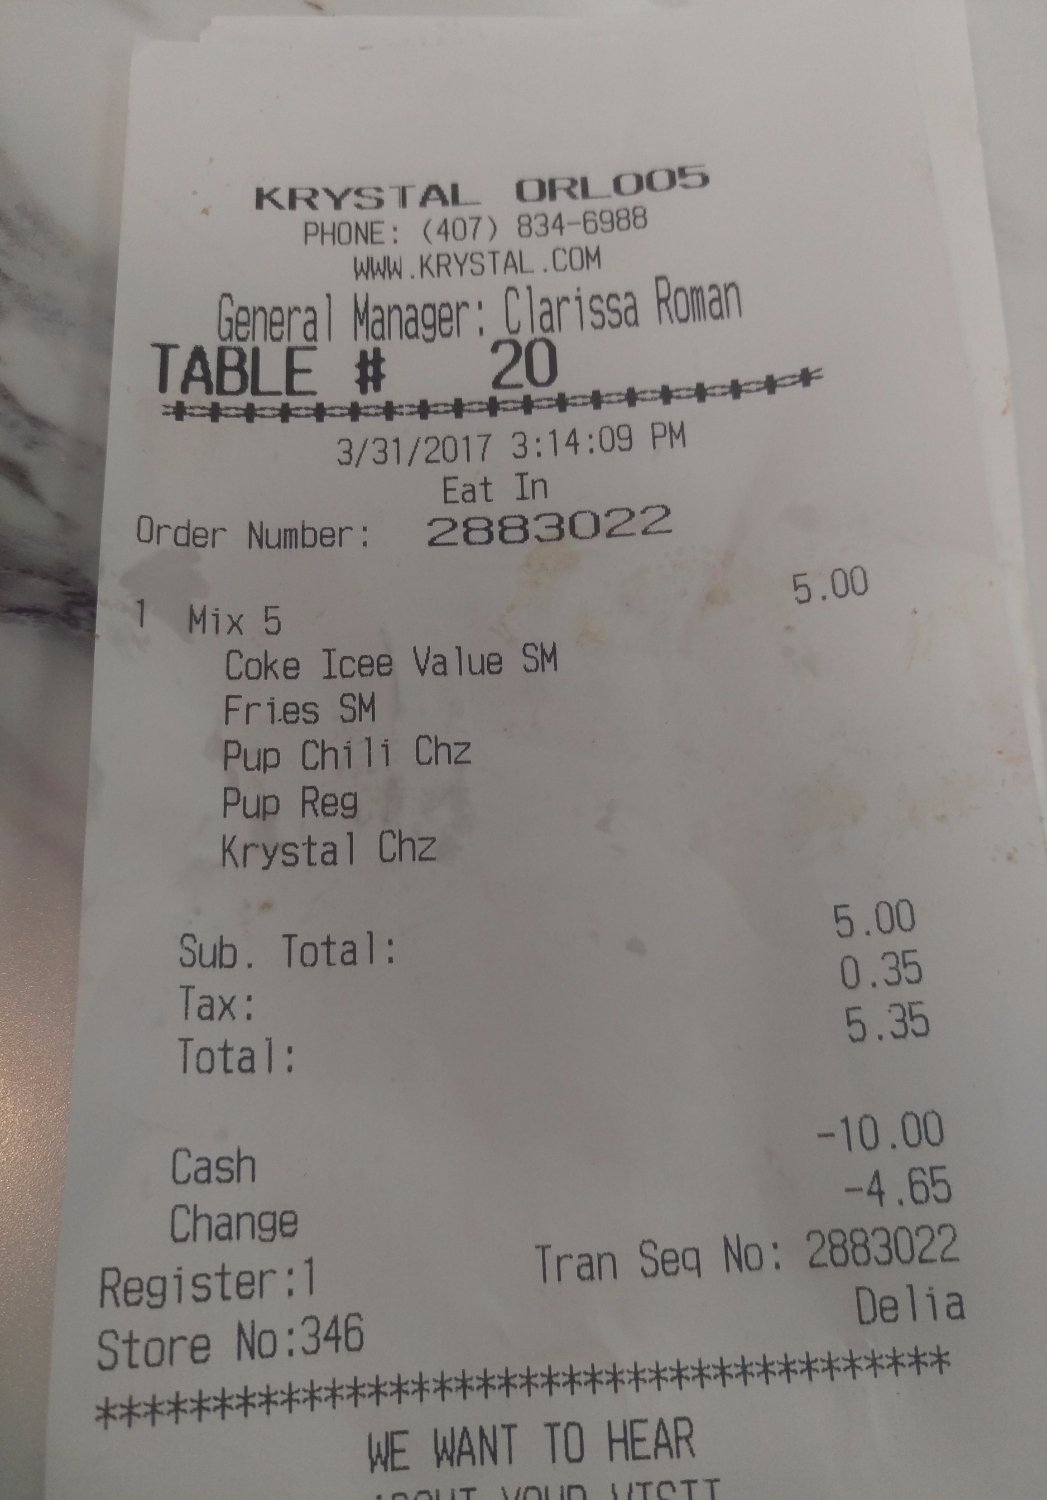 KRYSTAL ORL005
PHONE: (407) 834-6988
WWW.KRYSTAL.COM
General Manager: Clarissa Roman
TABLE # 20
3/31/2017 3:14:09 PM
Eat In
Order Number: 2883022
1 Mix 5 5.00
Coke Icee Value SM
Fries SM
Pup Chili Chz
Pup Reg
Krystal Chz
Sub. Total: 5.00
Tax: 0.35
Total: 5.35
Cash -10.00
Change -4.65
Register:1 Tran Seq No: 2883022
Store No:346 Delia
*************************************
WE WANT TO HEAR
ABOUT YOUR VISIT